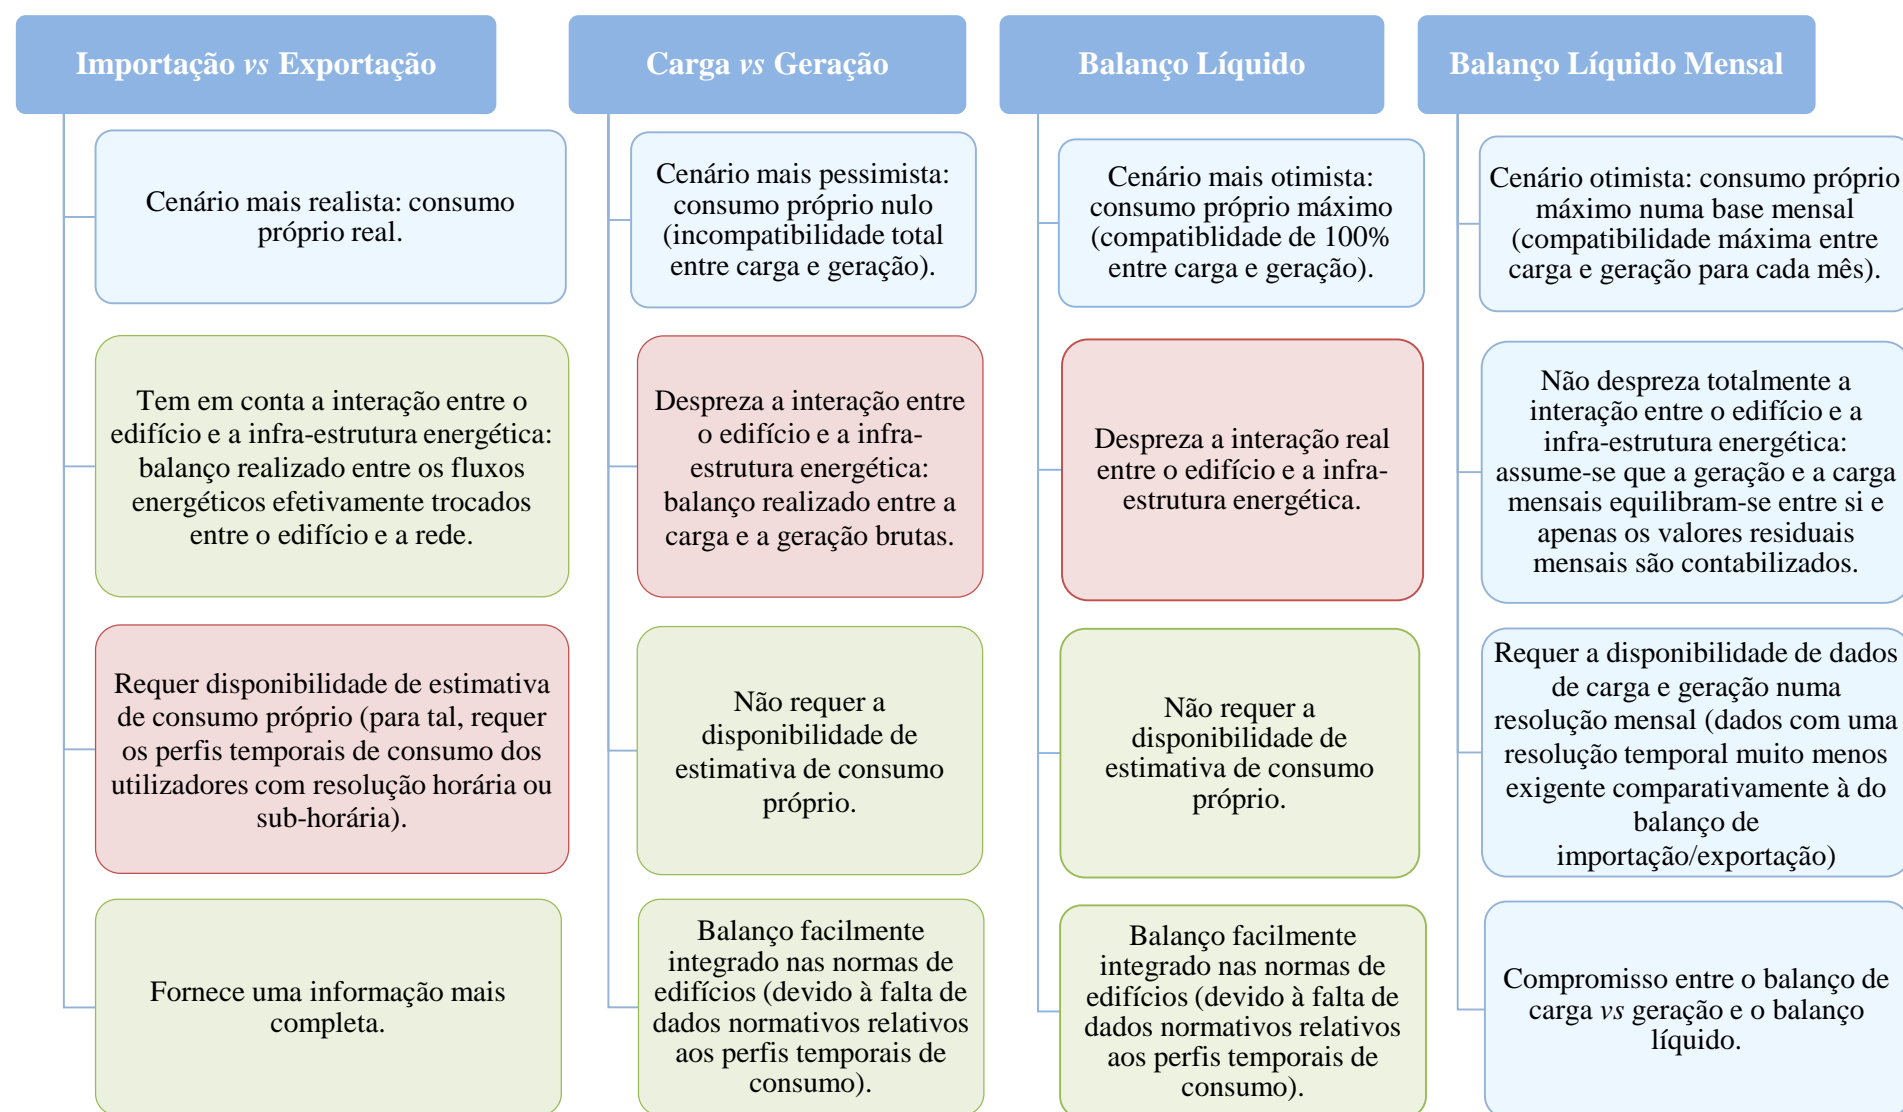 Importação vs Exportação
Cenário mais realista: consumo
próprio real.
Tem em conta a interação entre o
edifício e a infra-estrutura energética:
balanço realizado entre os fluxos
energéticos efetivamente trocados
entre o edifício e a rede.
Requer disponibilidade de estimativa
de consumo próprio (para tal, requer
os perfis temporais de consumo dos
utilizadores com resolução horária ou
sub-horária).
Fornece uma informação mais
completa.
Carga vs Geração
Cenário mais pessimista:
consumo próprio nulo
(incompatibilidade total
entre carga e geração).
Despreza a interação entre
o edifício e a infra-
estrutura energética:
balanço realizado entre a
carga e a geração brutas.
Não requer a
disponibilidade de
estimativa de consumo
próprio.
Balanço facilmente
integrado nas normas de
edifícios (devido à falta de
dados normativos relativos
aos perfis temporais de
consumo).
Balanço Líquido
Cenário mais otimista:
consumo próprio máximo
(compatiblidade de 100%
entre carga e geração).
Despreza a interação real
entre o edifício e a infra-
estrutura energética.
Não requer a
disponibilidade de
estimativa de consumo
próprio.
Balanço facilmente
integrado nas normas de
edifícios (devido à falta de
dados normativos relativos
aos perfis temporais de
consumo).
Balanço Líquido Mensal
Cenário otimista: consumo próprio
máximo numa base mensal
(compatibilidade máxima entre
carga e geração para cada mês).
Não despreza totalmente a
interação entre o edifício e a
infra-estrutura energética:
assume-se que a geração e a carga
mensais equilibram-se entre si e
apenas os valores residuais
mensais são contabilizados.
Requer a disponibilidade de dados
de carga e geração numa
resolução mensal (dados com uma
resolução temporal muito menos
exigente comparativamente à do
balanço de
importação/exportação)
Compromisso entre o balanço de
carga vs geração e o balanço
líquido.